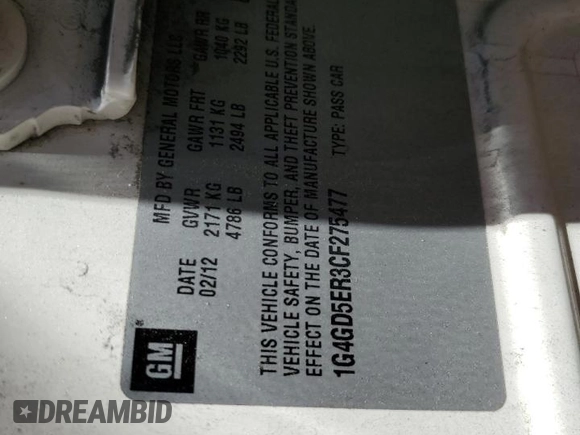 MFD BY GENERAL MOTORS LLC
DATE GVWR GAWR FRT GAWR RR
02/12 2171 KG 1131 KG 1040 KG
4786 LB 2494 LB 2292 LB
THIS VEHICLE CONFORMS TO ALL APPLICABLE U.S. FEDERAL
VEHICLE SAFETY, BUMPER, AND THEFT PREVENTION STANDA
EFFECT ON THE DATE OF MANUFACTURE SHOWN ABOVE.
1G4GD5ER3CF275477 TYPE: PASS CAR
GM
DREAMBID